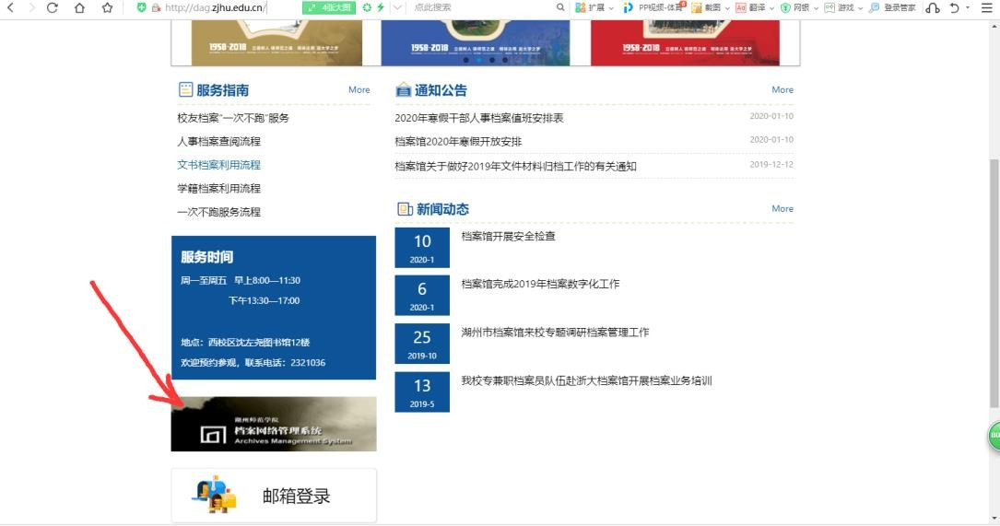 http://dag.zjhu.edu.cn/
4张大图
点此搜索
扩展
PP视频-体育
截图
翻译
网银
游戏
登录管家
1958-2018
1958-2018
1958-2018
服务指南 More
校友档案"一次不跑"服务
人事档案查阅流程
文书档案利用流程
学籍档案利用流程
一次不跑服务流程
通知公告 More
2020年寒假干部人事档案值班安排表 2020-01-10
档案馆2020年寒假开放安排 2020-01-10
档案馆关于做好2019年文件材料归档工作的有关通知 2019-12-12
新闻动态 More
10
2020-1
档案馆开展安全检查
6
2020-1
档案馆完成2019年档案数字化工作
25
2019-10
湖州市档案馆来校专题调研档案管理工作
13
2019-5
我校专兼职档案员队伍赴浙大档案馆开展档案业务培训
服务时间
周一至周五 早上8:00—11:30
下午13:30—17:00
地点：西校区沈左尧图书馆12楼
欢迎预约参观，联系电话：2321036
湖州师范学院
档案网络管理系统
Archives Management System
邮箱登录